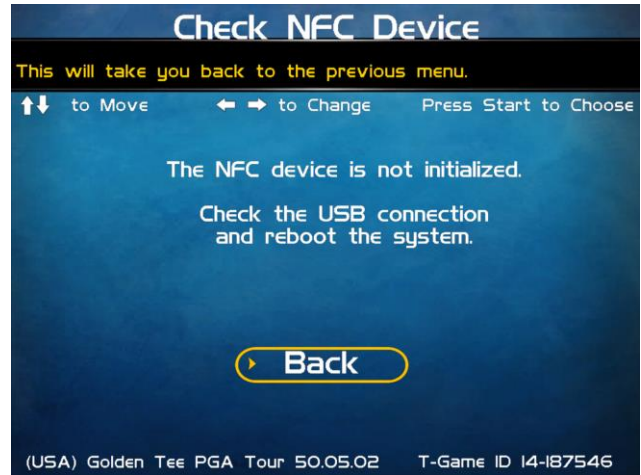 Check NFC Device
This will take you back to the previous menu.
⬆⬇ to Move ⬅ ➡ to Change Press Start to Choose
The NFC device is not initialized.
Check the USB connection
and reboot the system.
Back
(USA) Golden Tee PGA Tour 50.05.02 T-Game ID 14-187546